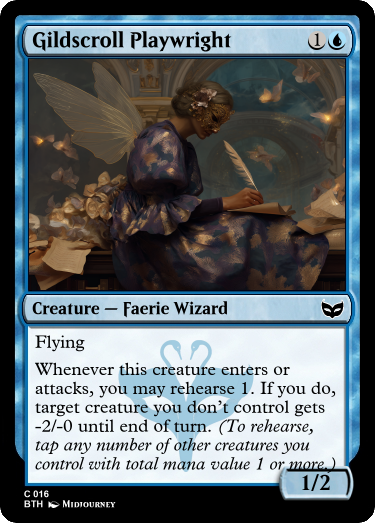 Gildscroll Playwright 1
Creature — Faerie Wizard
Flying
Whenever this creature enters or
attacks, you may rehearse 1. If you do,
target creature you don't control gets
-2/-0 until end of turn. (To rehearse,
tap any number of other creatures you
control with total mana value 1 or more.)
1/2
C 016
BTH Midjourney